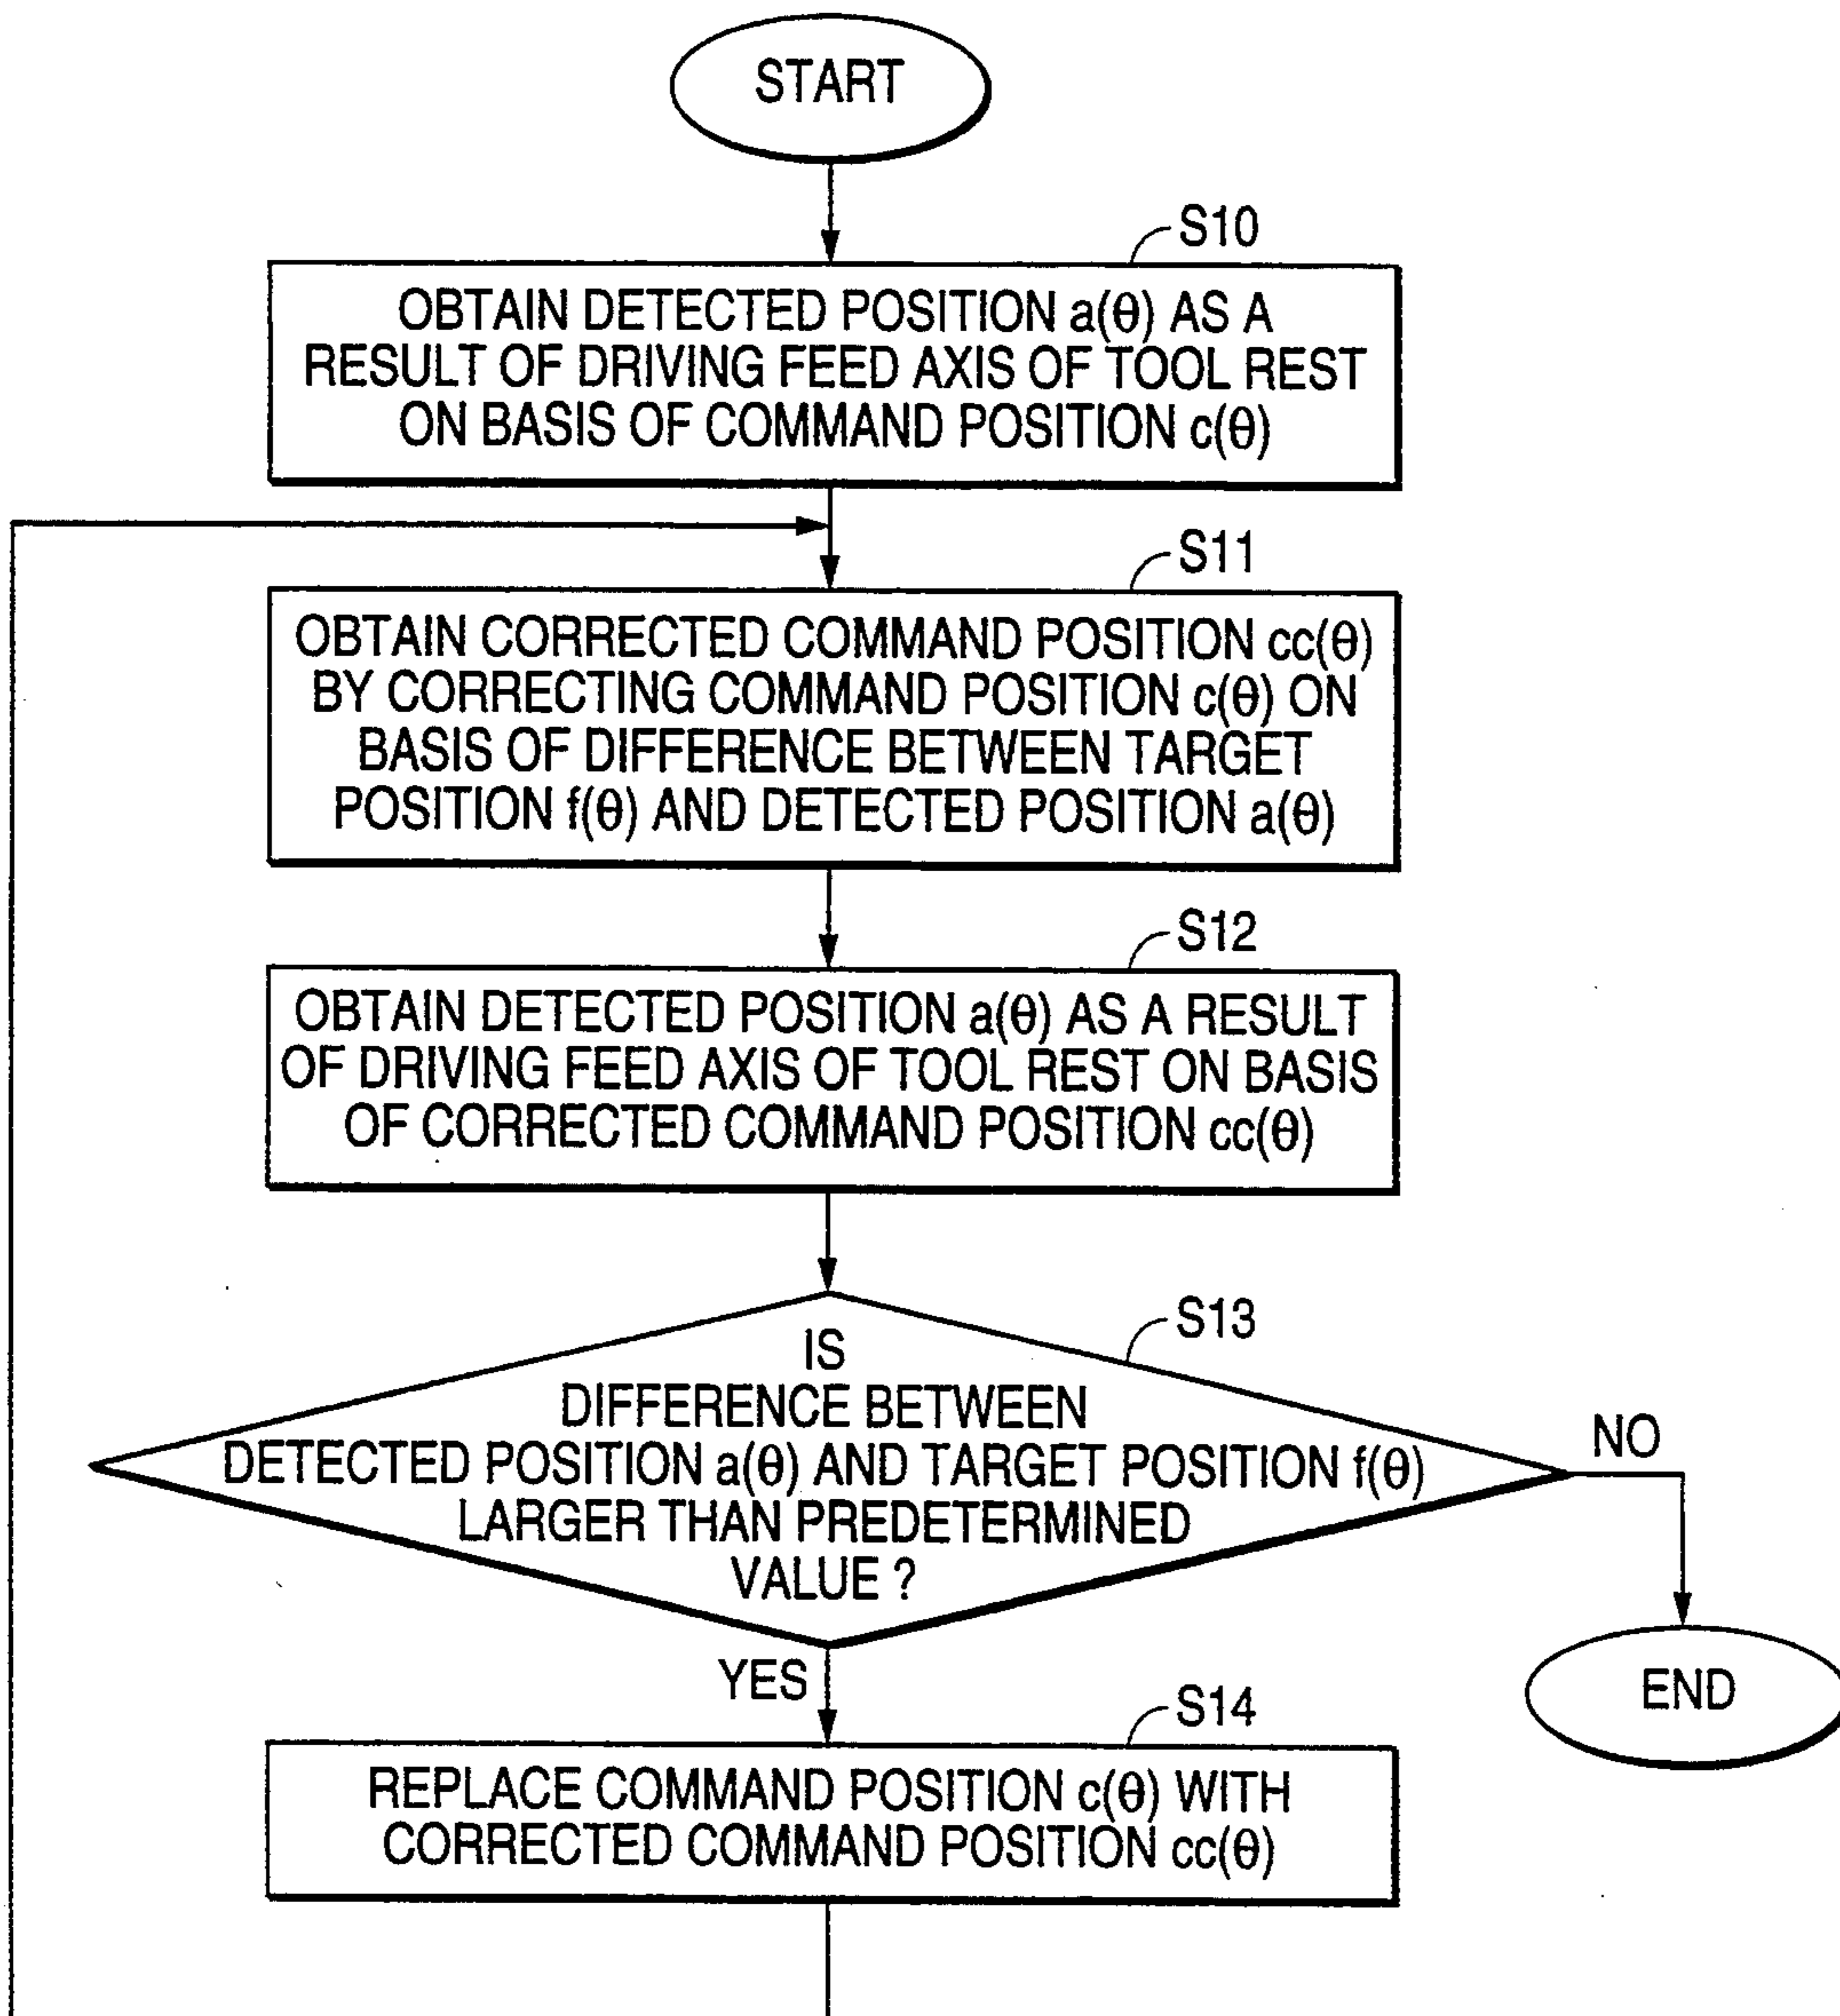 START
S10
OBTAIN DETECTED POSITION a(θ) AS A
RESULT OF DRIVING FEED AXIS OF TOOL REST
ON BASIS OF COMMAND POSITION c(θ)
S11
OBTAIN CORRECTED COMMAND POSITION cc(θ)
BY CORRECTING COMMAND POSITION c(θ) ON
BASIS OF DIFFERENCE BETWEEN TARGET
POSITION f(θ) AND DETECTED POSITION a(θ)
S12
OBTAIN DETECTED POSITION a(θ) AS A RESULT
OF DRIVING FEED AXIS OF TOOL REST ON BASIS
OF CORRECTED COMMAND POSITION cc(θ)
S13
IS
DIFFERENCE BETWEEN
DETECTED POSITION a(θ) AND TARGET POSITION f(θ)
LARGER THAN PREDETERMINED
VALUE ?
NO
YES
END
S14
REPLACE COMMAND POSITION c(θ) WITH
CORRECTED COMMAND POSITION cc(θ)